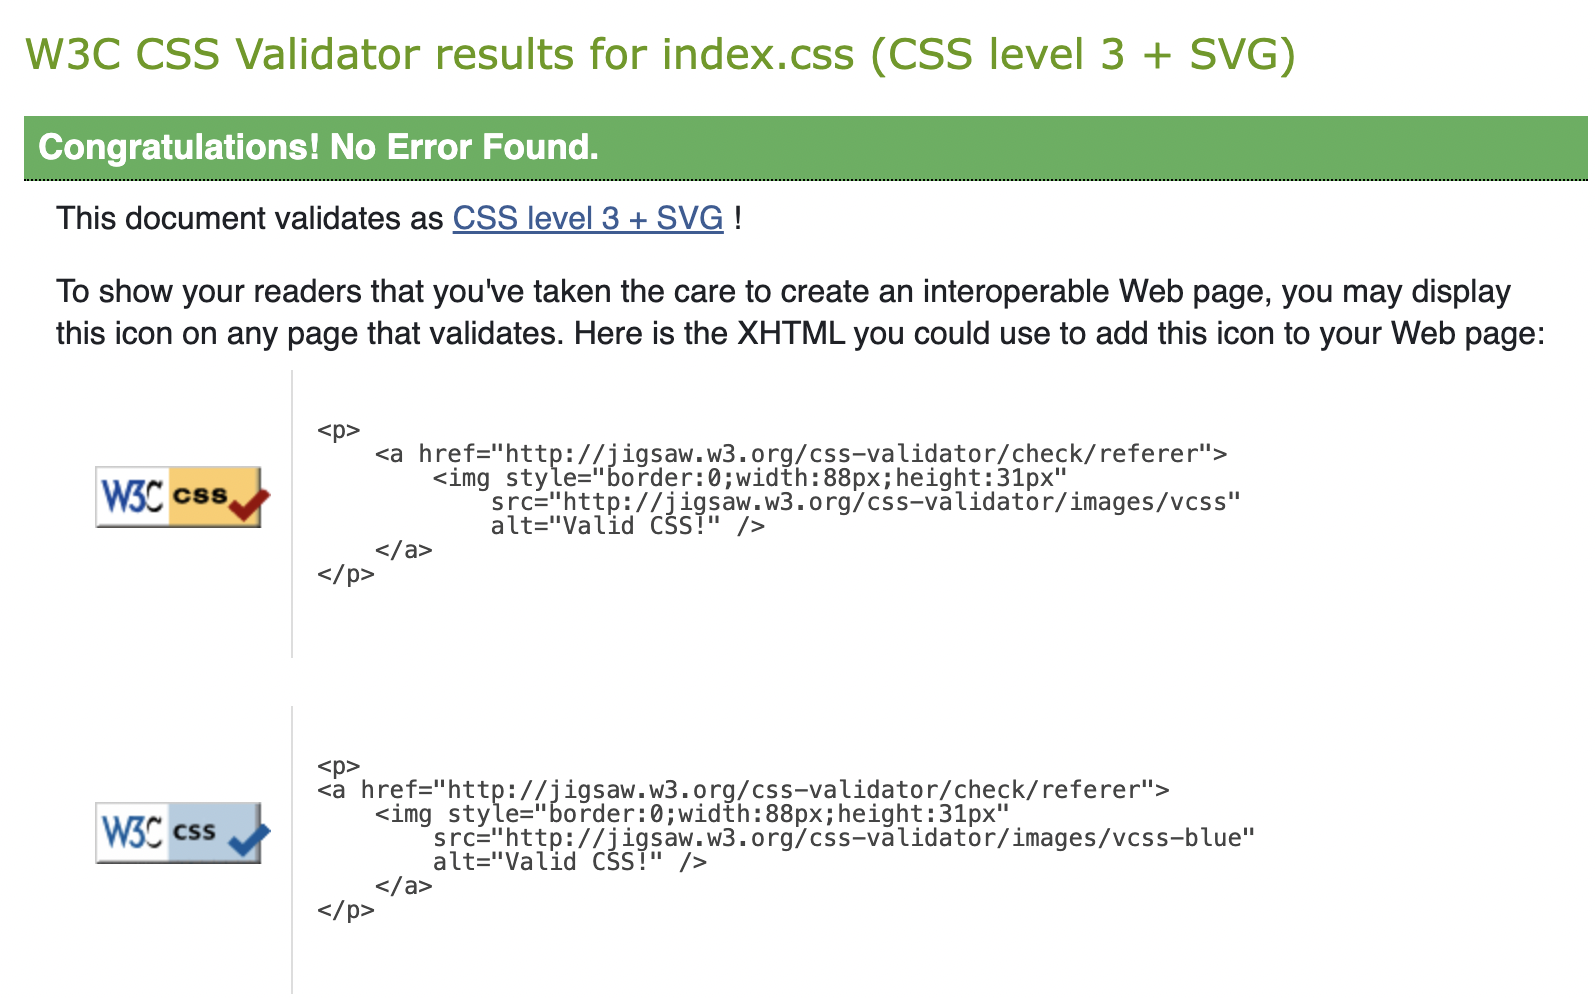 W3C CSS Validator results for index.css (CSS level 3 + SVG)
Congratulations! No Error Found.
This document validates as CSS level 3 + SVG !
To show your readers that you've taken the care to create an interoperable Web page, you may display
this icon on any page that validates. Here is the XHTML you could use to add this icon to your Web page:
W3C CSS
<p>
    <a href="http://jigsaw.w3.org/css-validator/check/referer">
        <img style="border:0;width:88px;height:31px"
            src="http://jigsaw.w3.org/css-validator/images/vcss"
            alt="Valid CSS!" />
    </a>
</p>
W3C CSS
<p>
<a href="http://jigsaw.w3.org/css-validator/check/referer">
    <img style="border:0;width:88px;height:31px"
        src="http://jigsaw.w3.org/css-validator/images/vcss-blue"
        alt="Valid CSS!" />
    </a>
</p>